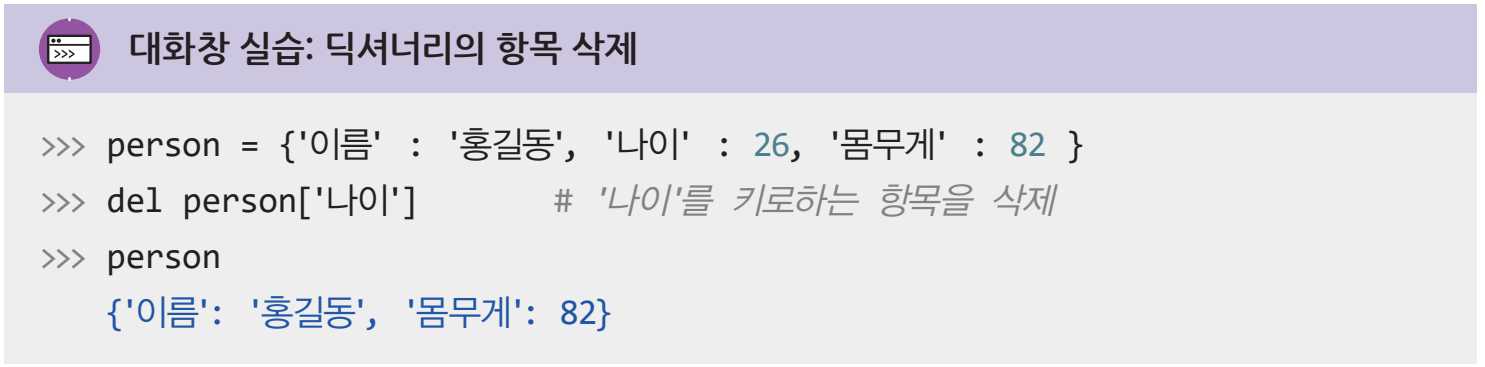 >>>
대화창 실습: 딕셔너리의 항목 삭제
>>> person = {'이름' : '홍길동', '나이' : 26, '몸무게' : 82 }
>>> del person['나이'] # '나이'를 키로하는 항목을 삭제
>>> person
{'이름': '홍길동', '몸무게': 82}